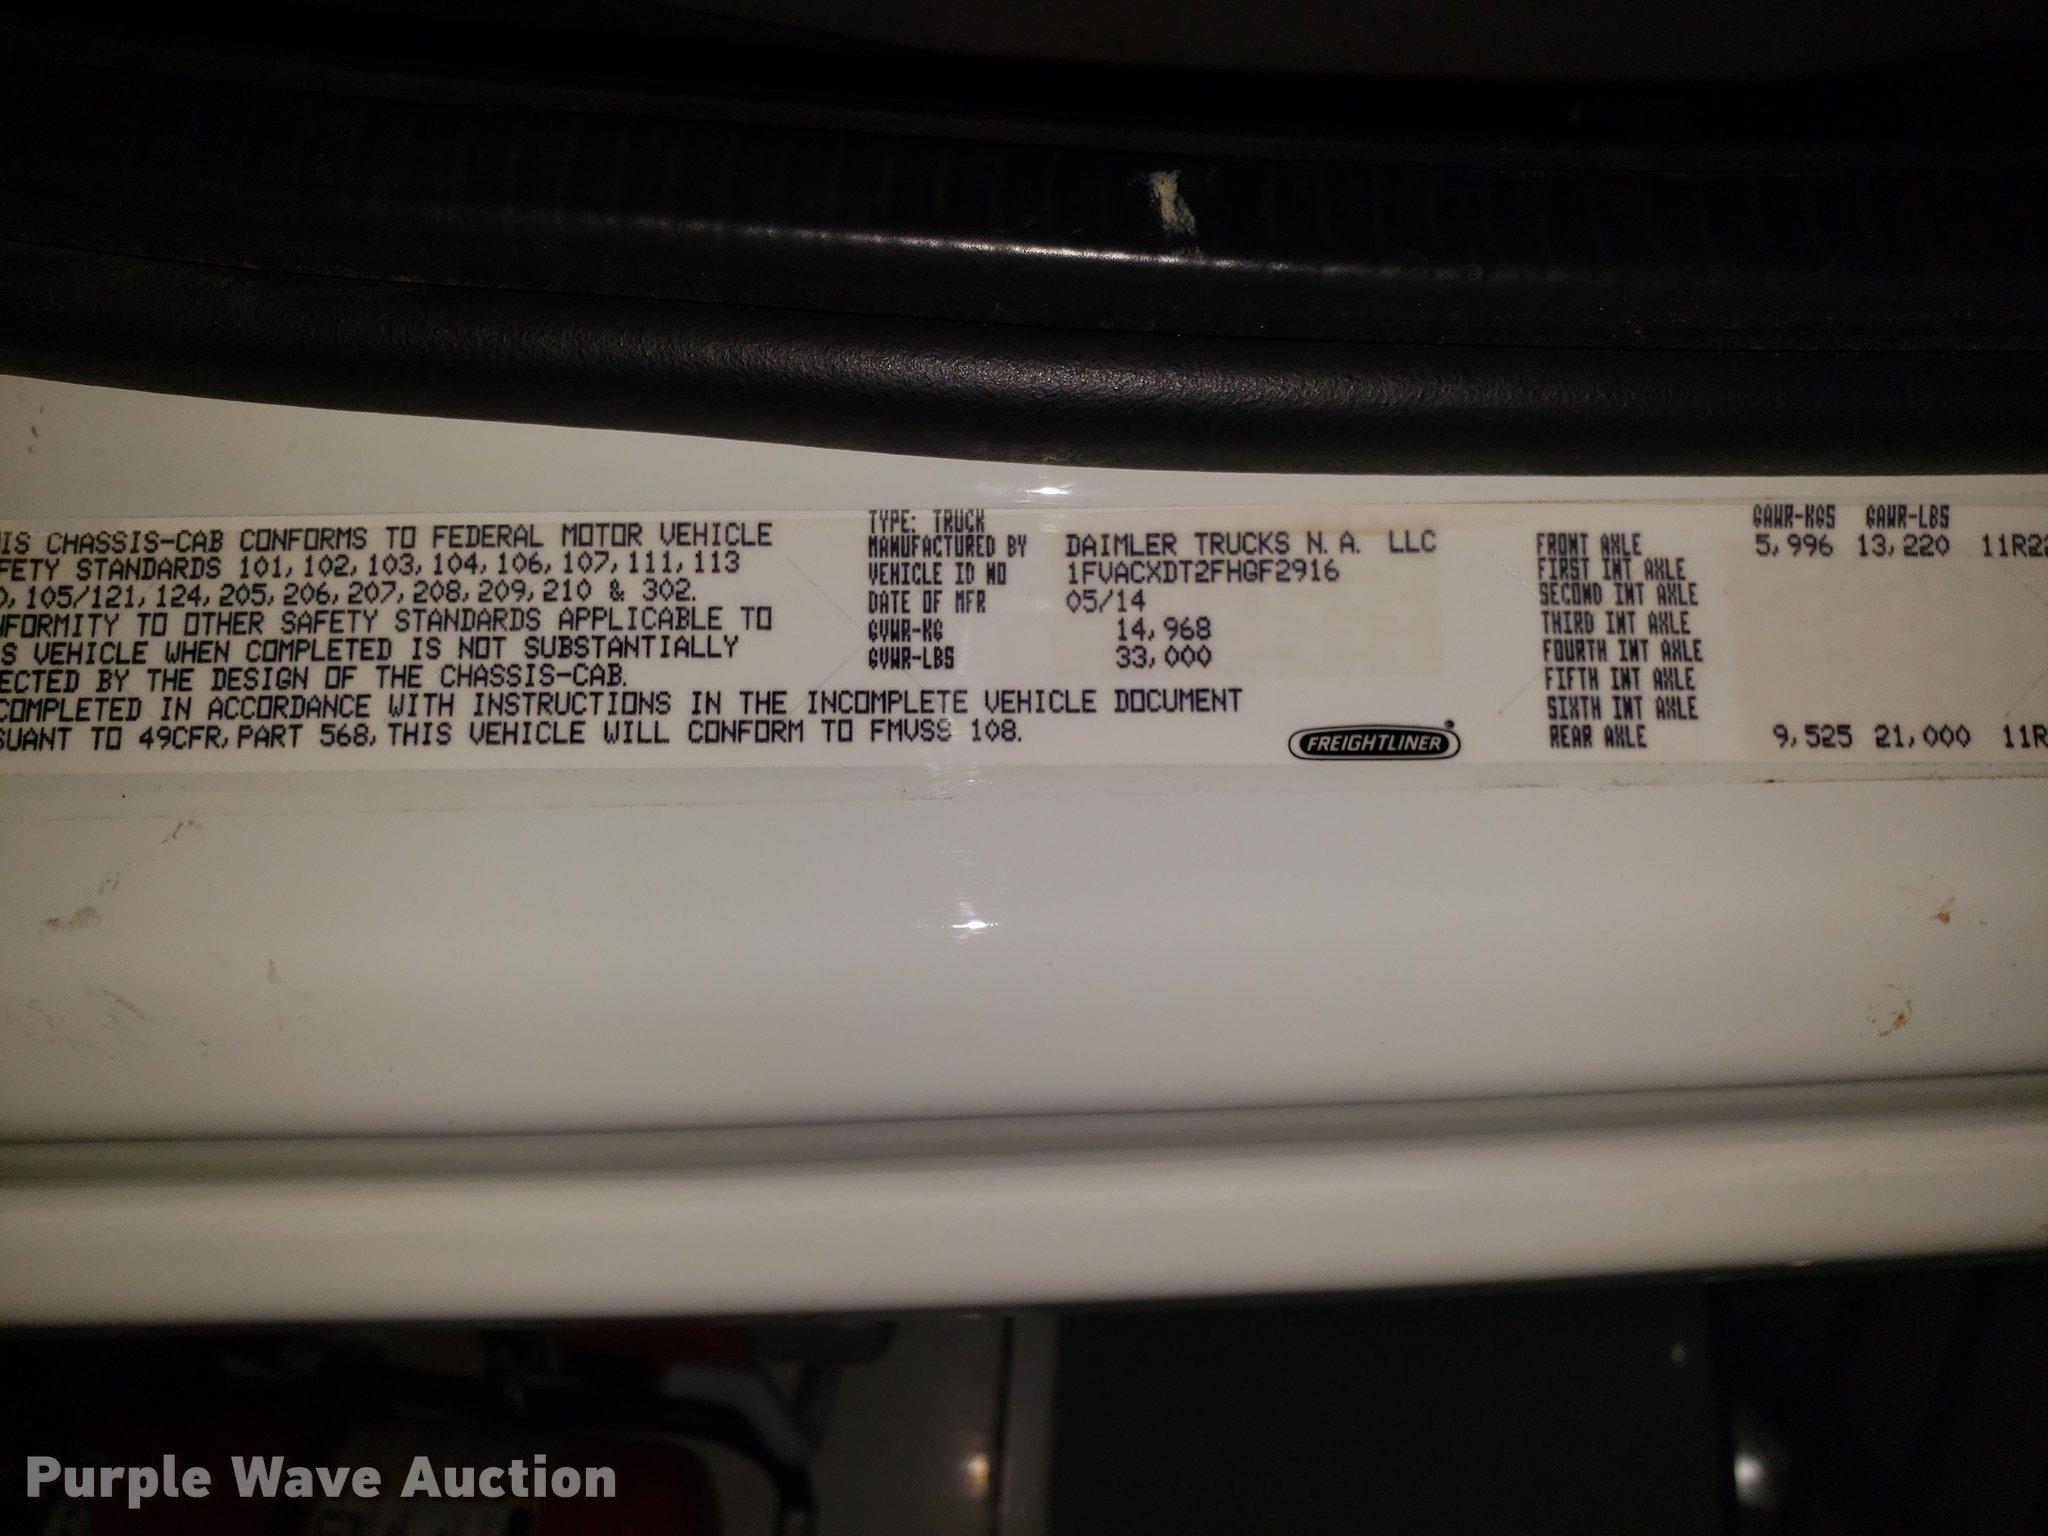 IS CHASSIS-CAB CONFORMS TO FEDERAL MOTOR VEHICLE
FETY STANDARDS 101, 102, 103, 104, 106, 107, 111, 113
0, 105/121, 124, 205, 206, 207, 208, 209, 210 & 302.
NFORMITY TO OTHER SAFETY STANDARDS APPLICABLE TO
S VEHICLE WHEN COMPLETED IS NOT SUBSTANTIALLY
ECTED BY THE DESIGN OF THE CHASSIS-CAB.
COMPLETED IN ACCORDANCE WITH INSTRUCTIONS IN THE INCOMPLETE VEHICLE DOCUMENT
SUANT TO 49CFR, PART 568, THIS VEHICLE WILL CONFORM TO FMVSS 108.
TYPE: TRUCK
MANUFACTURED BY DAIMLER TRUCKS N. A. LLC
VEHICLE ID NO 1FVACXDT2FHGF2916
DATE OF MFR 05/14
GVWR-KG 14,968
GVWR-LBS 33,000
FREIGHTLINER
GAWR-KGS GAWR-LBS
FRONT AXLE 5,996 13,220 11R22
FIRST INT AXLE
SECOND INT AXLE
THIRD INT AXLE
FOURTH INT AXLE
FIFTH INT AXLE
SIXTH INT AXLE
REAR AXLE 9,525 21,000 11R
Purple Wave Auction